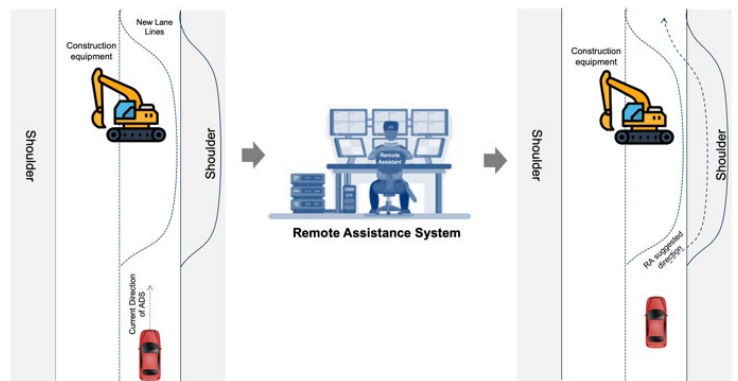 New Lane
Lines
Construction
equipment
Shoulder
Shoulder
Current Direction
of ADS
Remote
Assistant
Remote Assistance System
Construction
equipment
Shoulder
Shoulder
RA suggested
direction